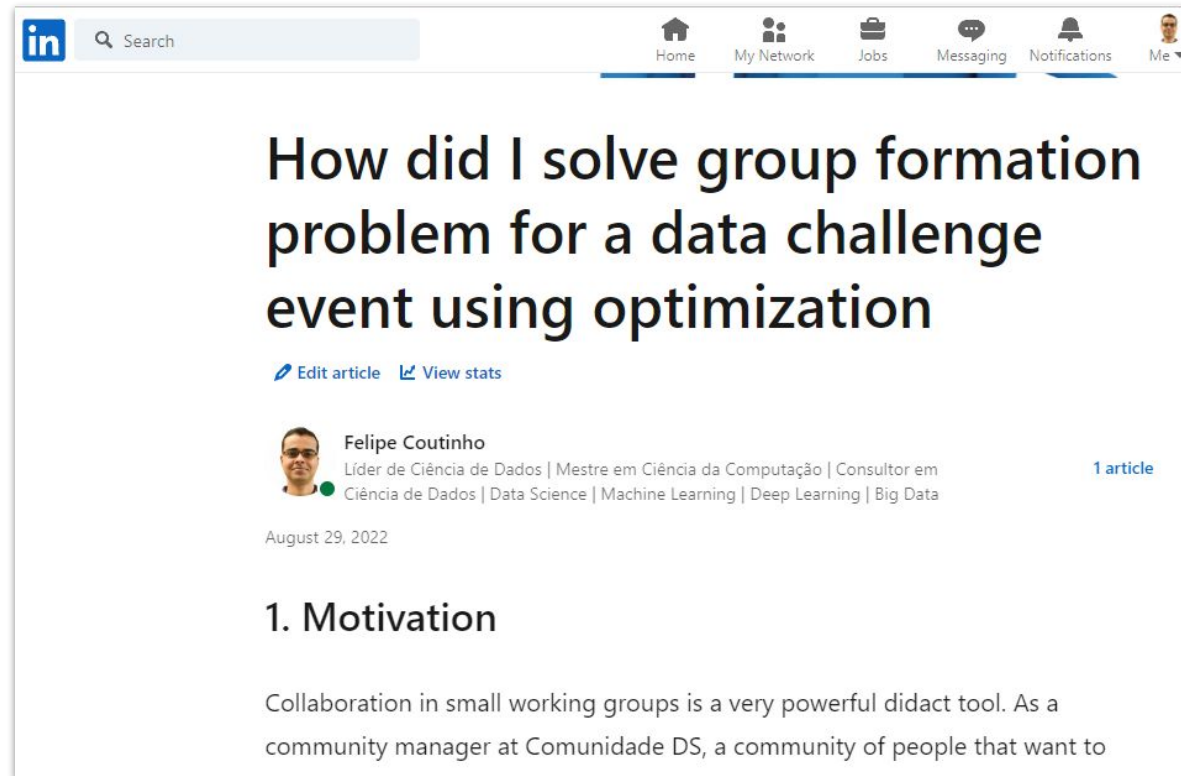 in Search
Home My Network Jobs Messaging Notifications Me
How did I solve group formation
problem for a data challenge
event using optimization
Edit article View stats
Felipe Coutinho
Líder de Ciência de Dados | Mestre em Ciência da Computação | Consultor em
Ciência de Dados | Data Science | Machine Learning | Deep Learning | Big Data
1 article
August 29, 2022
1. Motivation
Collaboration in small working groups is a very powerful didact tool. As a
community manager at Comunidade DS, a community of people that want to